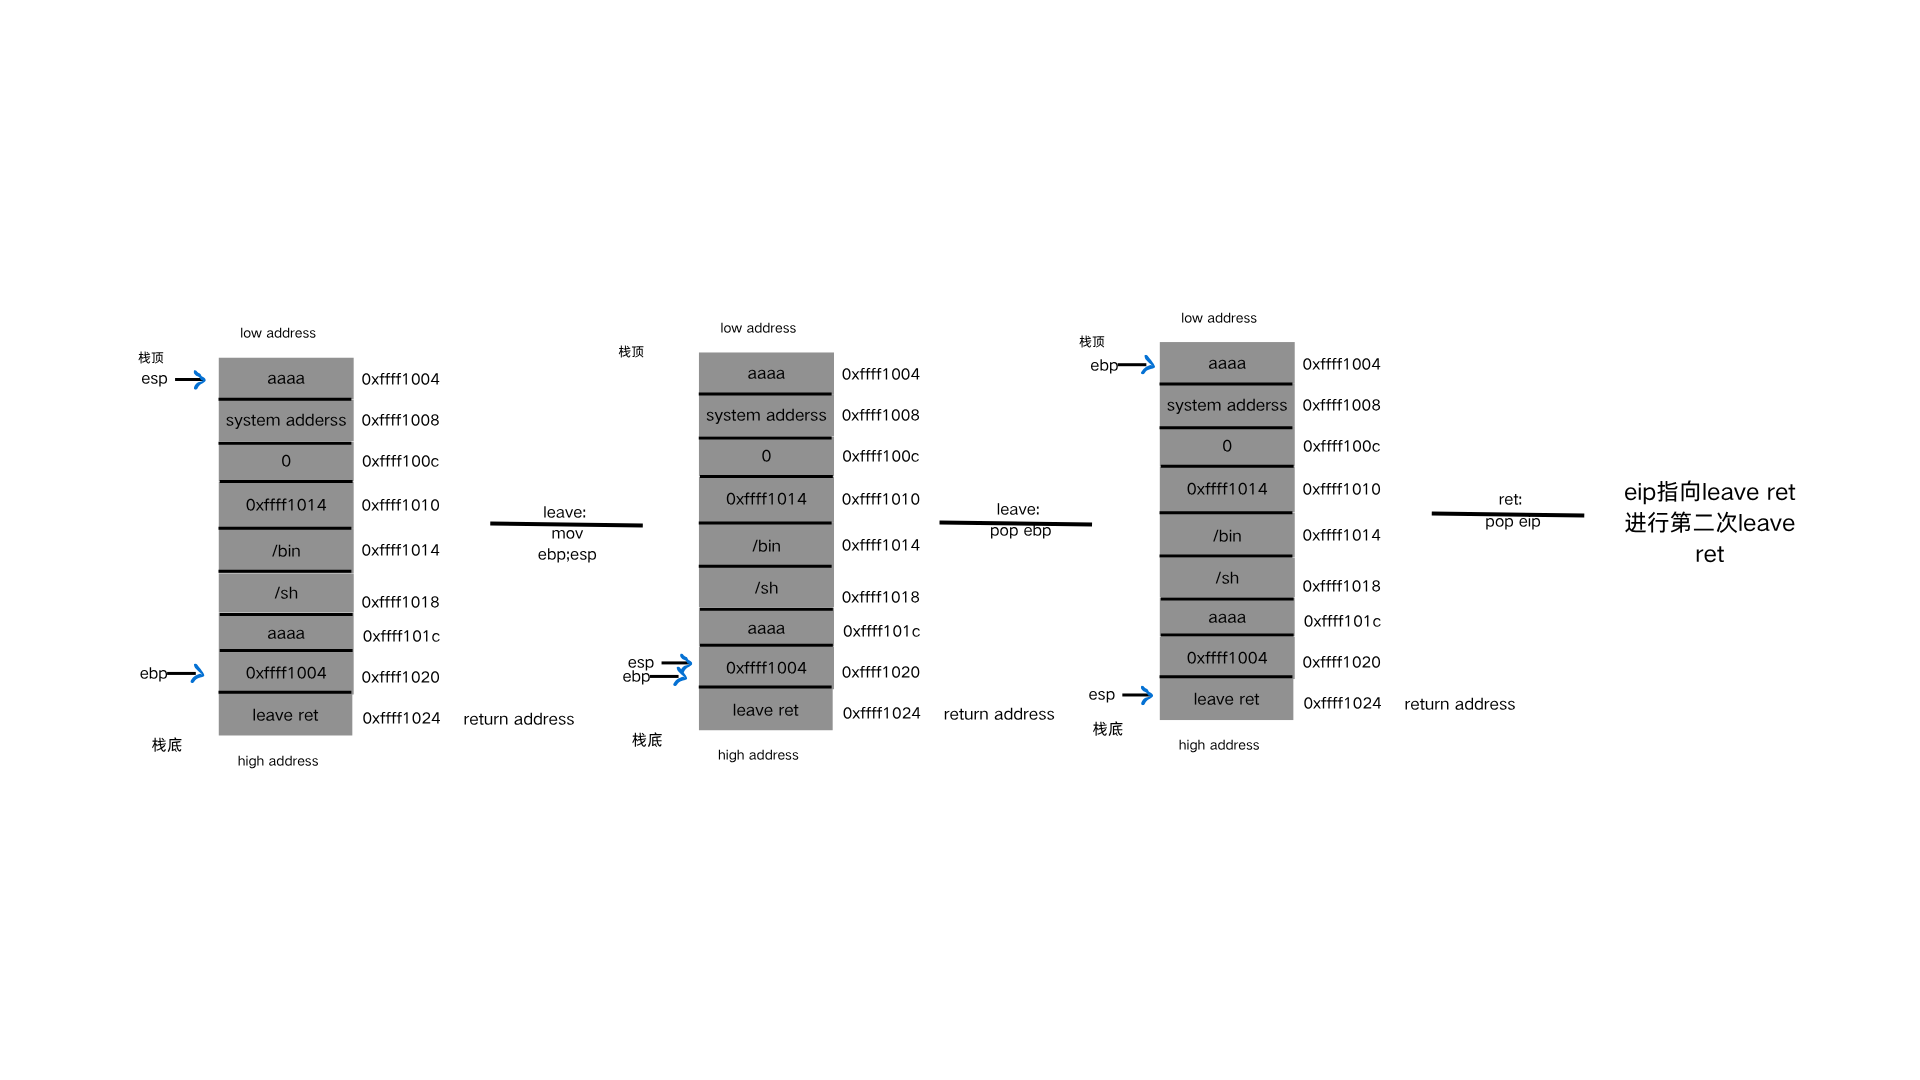 low address
栈顶
esp
aaaa
0xffff1004
system adderss
0xffff1008
0
0xffff100c
0xffff1014
0xffff1010
/bin
0xffff1014
/sh
0xffff1018
aaaa
0xffff101c
ebp
0xffff1004
0xffff1020
leave ret
0xffff1024
return address
栈底
high address
leave:
mov
ebp;esp
low address
栈顶
aaaa
0xffff1004
system adderss
0xffff1008
0
0xffff100c
0xffff1014
0xffff1010
/bin
0xffff1014
/sh
0xffff1018
aaaa
0xffff101c
esp
ebp
0xffff1004
0xffff1020
leave ret
0xffff1024
return address
栈底
high address
leave:
pop ebp
low address
栈顶
ebp
aaaa
0xffff1004
system adderss
0xffff1008
0
0xffff100c
0xffff1014
0xffff1010
/bin
0xffff1014
/sh
0xffff1018
aaaa
0xffff101c
0xffff1004
0xffff1020
esp
leave ret
0xffff1024
return address
栈底
high address
ret:
pop eip
eip指向leave ret
进行第二次leave
ret